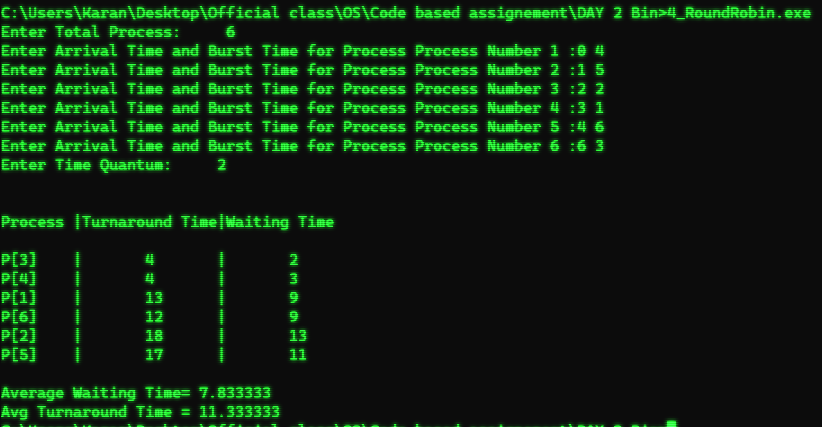 C:\Users\Karan\Desktop\Official class\OS\Code based assignement\DAY 2 Bin>4_RoundRobin.exe
Enter Total Process:      6
Enter Arrival Time and Burst Time for Process Process Number 1 :0 4
Enter Arrival Time and Burst Time for Process Process Number 2 :1 5
Enter Arrival Time and Burst Time for Process Process Number 3 :2 2
Enter Arrival Time and Burst Time for Process Process Number 4 :3 1
Enter Arrival Time and Burst Time for Process Process Number 5 :4 6
Enter Arrival Time and Burst Time for Process Process Number 6 :6 3
Enter Time Quantum:      2
Process |Turnaround Time|Waiting Time
P[3]    |       4       |       2
P[4]    |       4       |       3
P[1]    |       13      |       9
P[6]    |       12      |       9
P[2]    |       18      |       13
P[5]    |       17      |       11
Average Waiting Time= 7.833333
Avg Turnaround Time = 11.333333